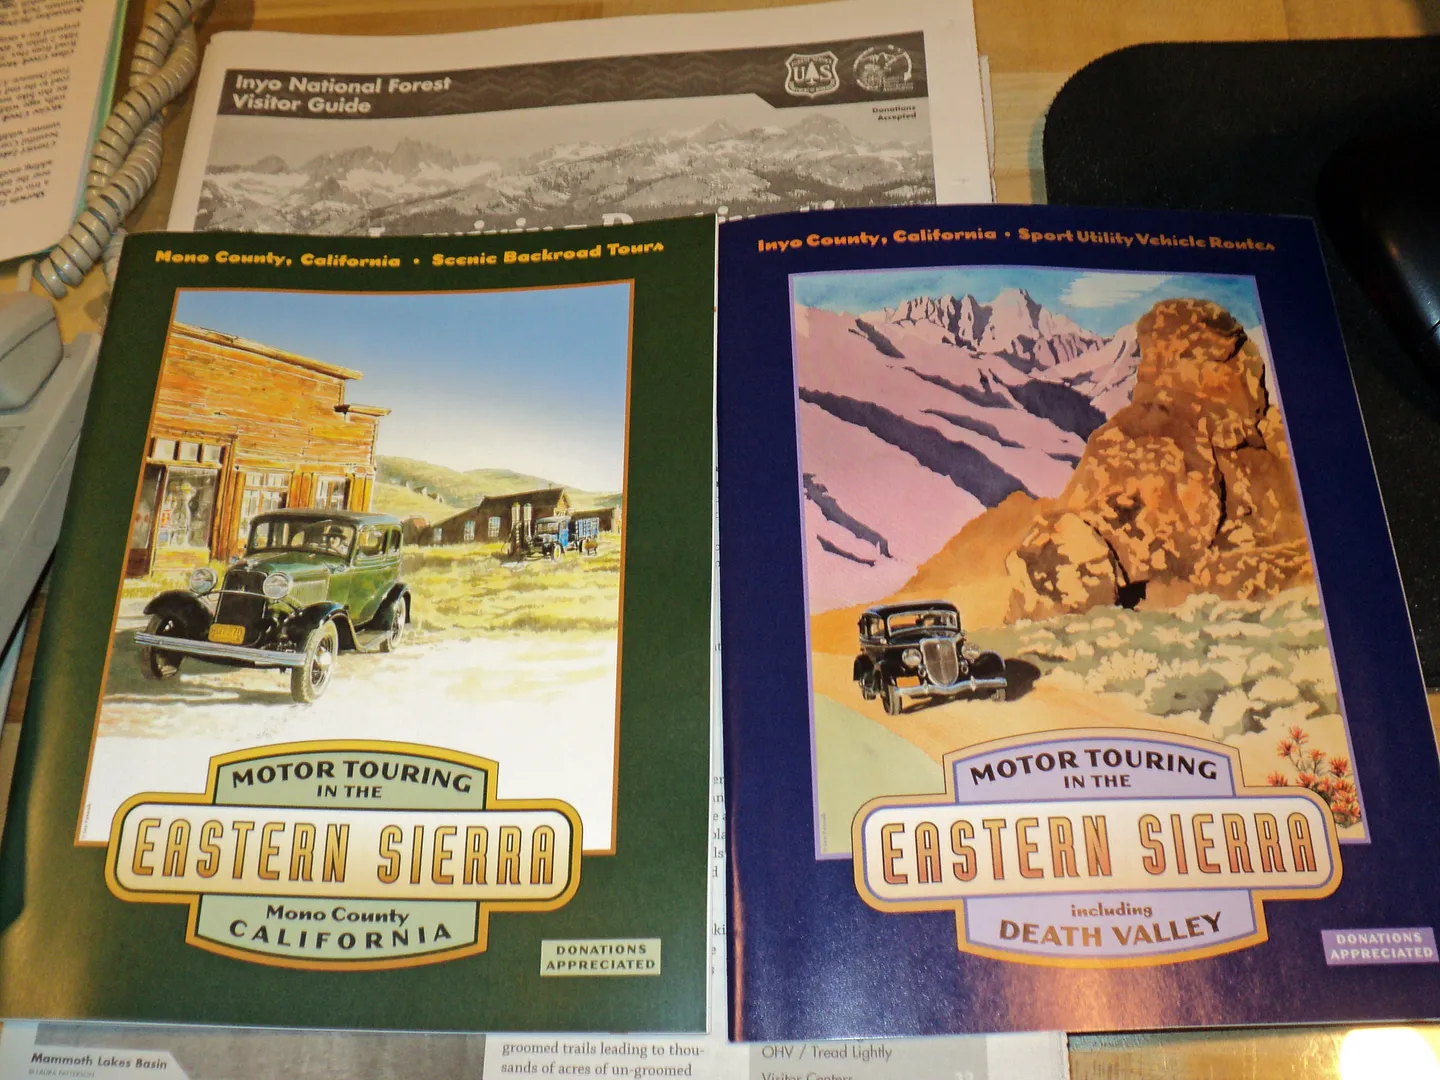 Inyo National Forest
Visitor Guide
US
Donations
Accepted
Mono County, California • Scenic Backroad Tours
MOTOR TOURING
IN THE
EASTERN SIERRA
Mono County
CALIFORNIA
DONATIONS
APPRECIATED
Inyo County, California • Sport Utility Vehicle Routes
MOTOR TOURING
IN THE
EASTERN SIERRA
including
DEATH VALLEY
DONATIONS
APPRECIATED
Mammoth Lakes Basin
groomed trails leading to thou-
sands of acres of un-groomed
OHV / Tread Lightly
Visitor Centers